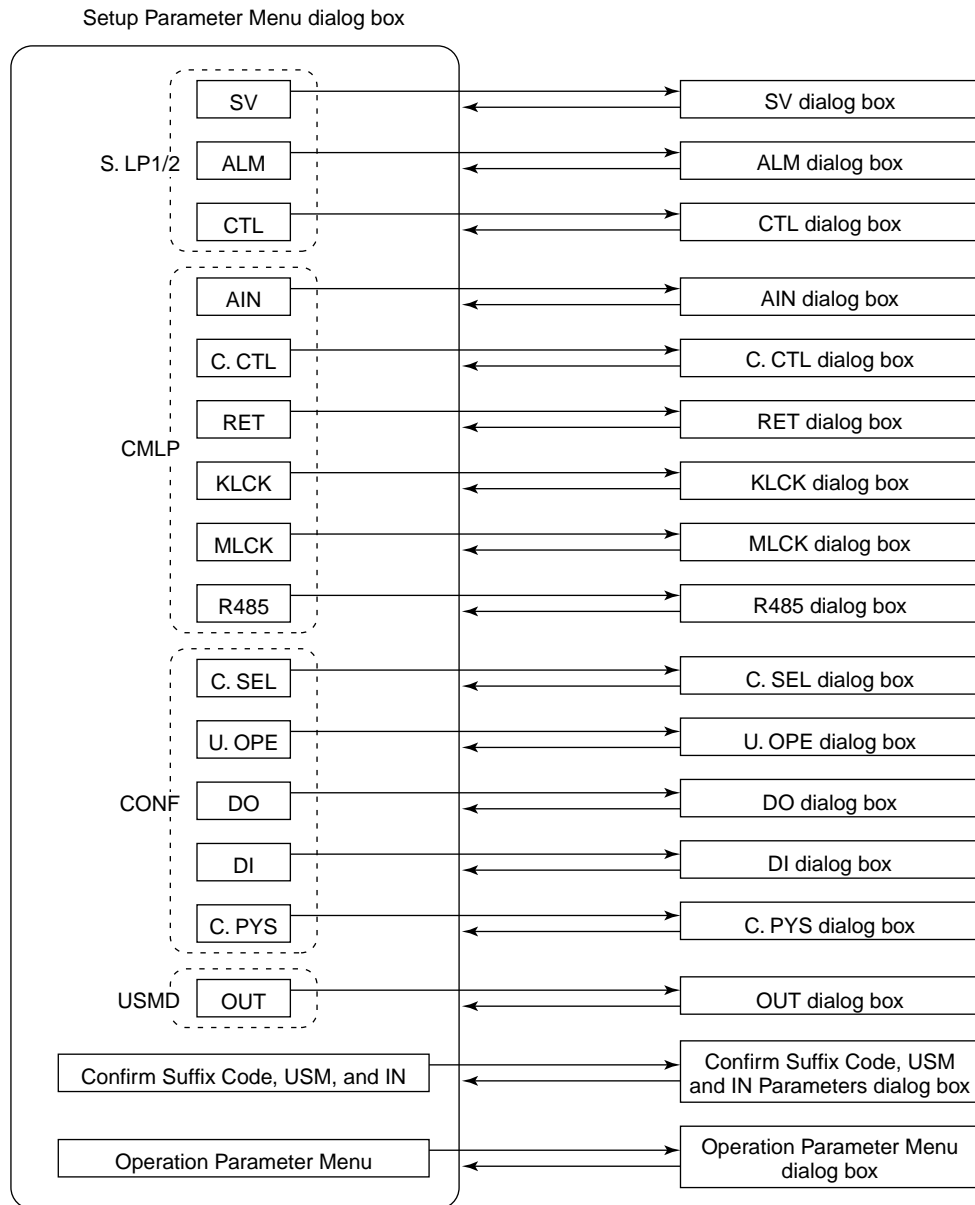 Setup Parameter Menu dialog box
SV
SV dialog box
S. LP1/2
ALM
ALM dialog box
CTL
CTL dialog box
AIN
AIN dialog box
C. CTL
C. CTL dialog box
RET
RET dialog box
CMLP
KLCK
KLCK dialog box
MLCK
MLCK dialog box
R485
R485 dialog box
C. SEL
C. SEL dialog box
U. OPE
U. OPE dialog box
CONF
DO
DO dialog box
DI
DI dialog box
C. PYS
C. PYS dialog box
USMD
OUT
OUT dialog box
Confirm Suffix Code, USM, and IN
Confirm Suffix Code, USM
and IN Parameters dialog box
Operation Parameter Menu
Operation Parameter Menu
dialog box